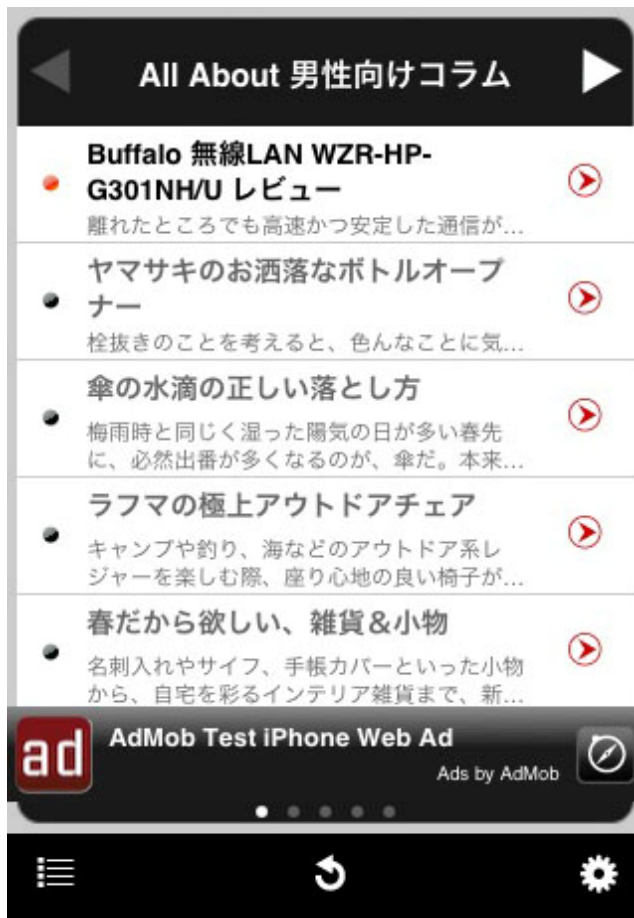 All About 男性向けコラム
Buffalo 無線LAN WZR-HP-
G301NH/U レビュー
離れたところでも高速かつ安定した通信が...
ヤマサキのお洒落なボトルオープ
ナー
栓抜きのことを考えると、色んなことに気...
傘の水滴の正しい落とし方
梅雨時と同じく湿った陽気の日が多い春先
に、必然出番が多くなるのが、傘だ。本来...
ラフマの極上アウトドアチェア
キャンプや釣り、海などのアウトドア系レ
ジャーを楽しむ際、座り心地の良い椅子が...
春だから欲しい、雑貨＆小物
名刺入れやサイフ、手帳カバーといった小物
から、自宅を彩るインテリア雑貨まで、新...
ad
AdMob Test iPhone Web Ad
Ads by AdMob